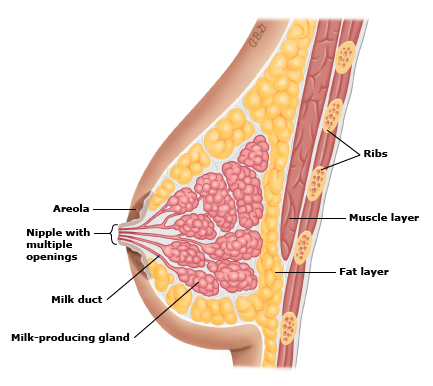 Ribs
Areola
Muscle layer
Nipple with
multiple
openings
Fat layer
Milk duct
Milk-producing gland